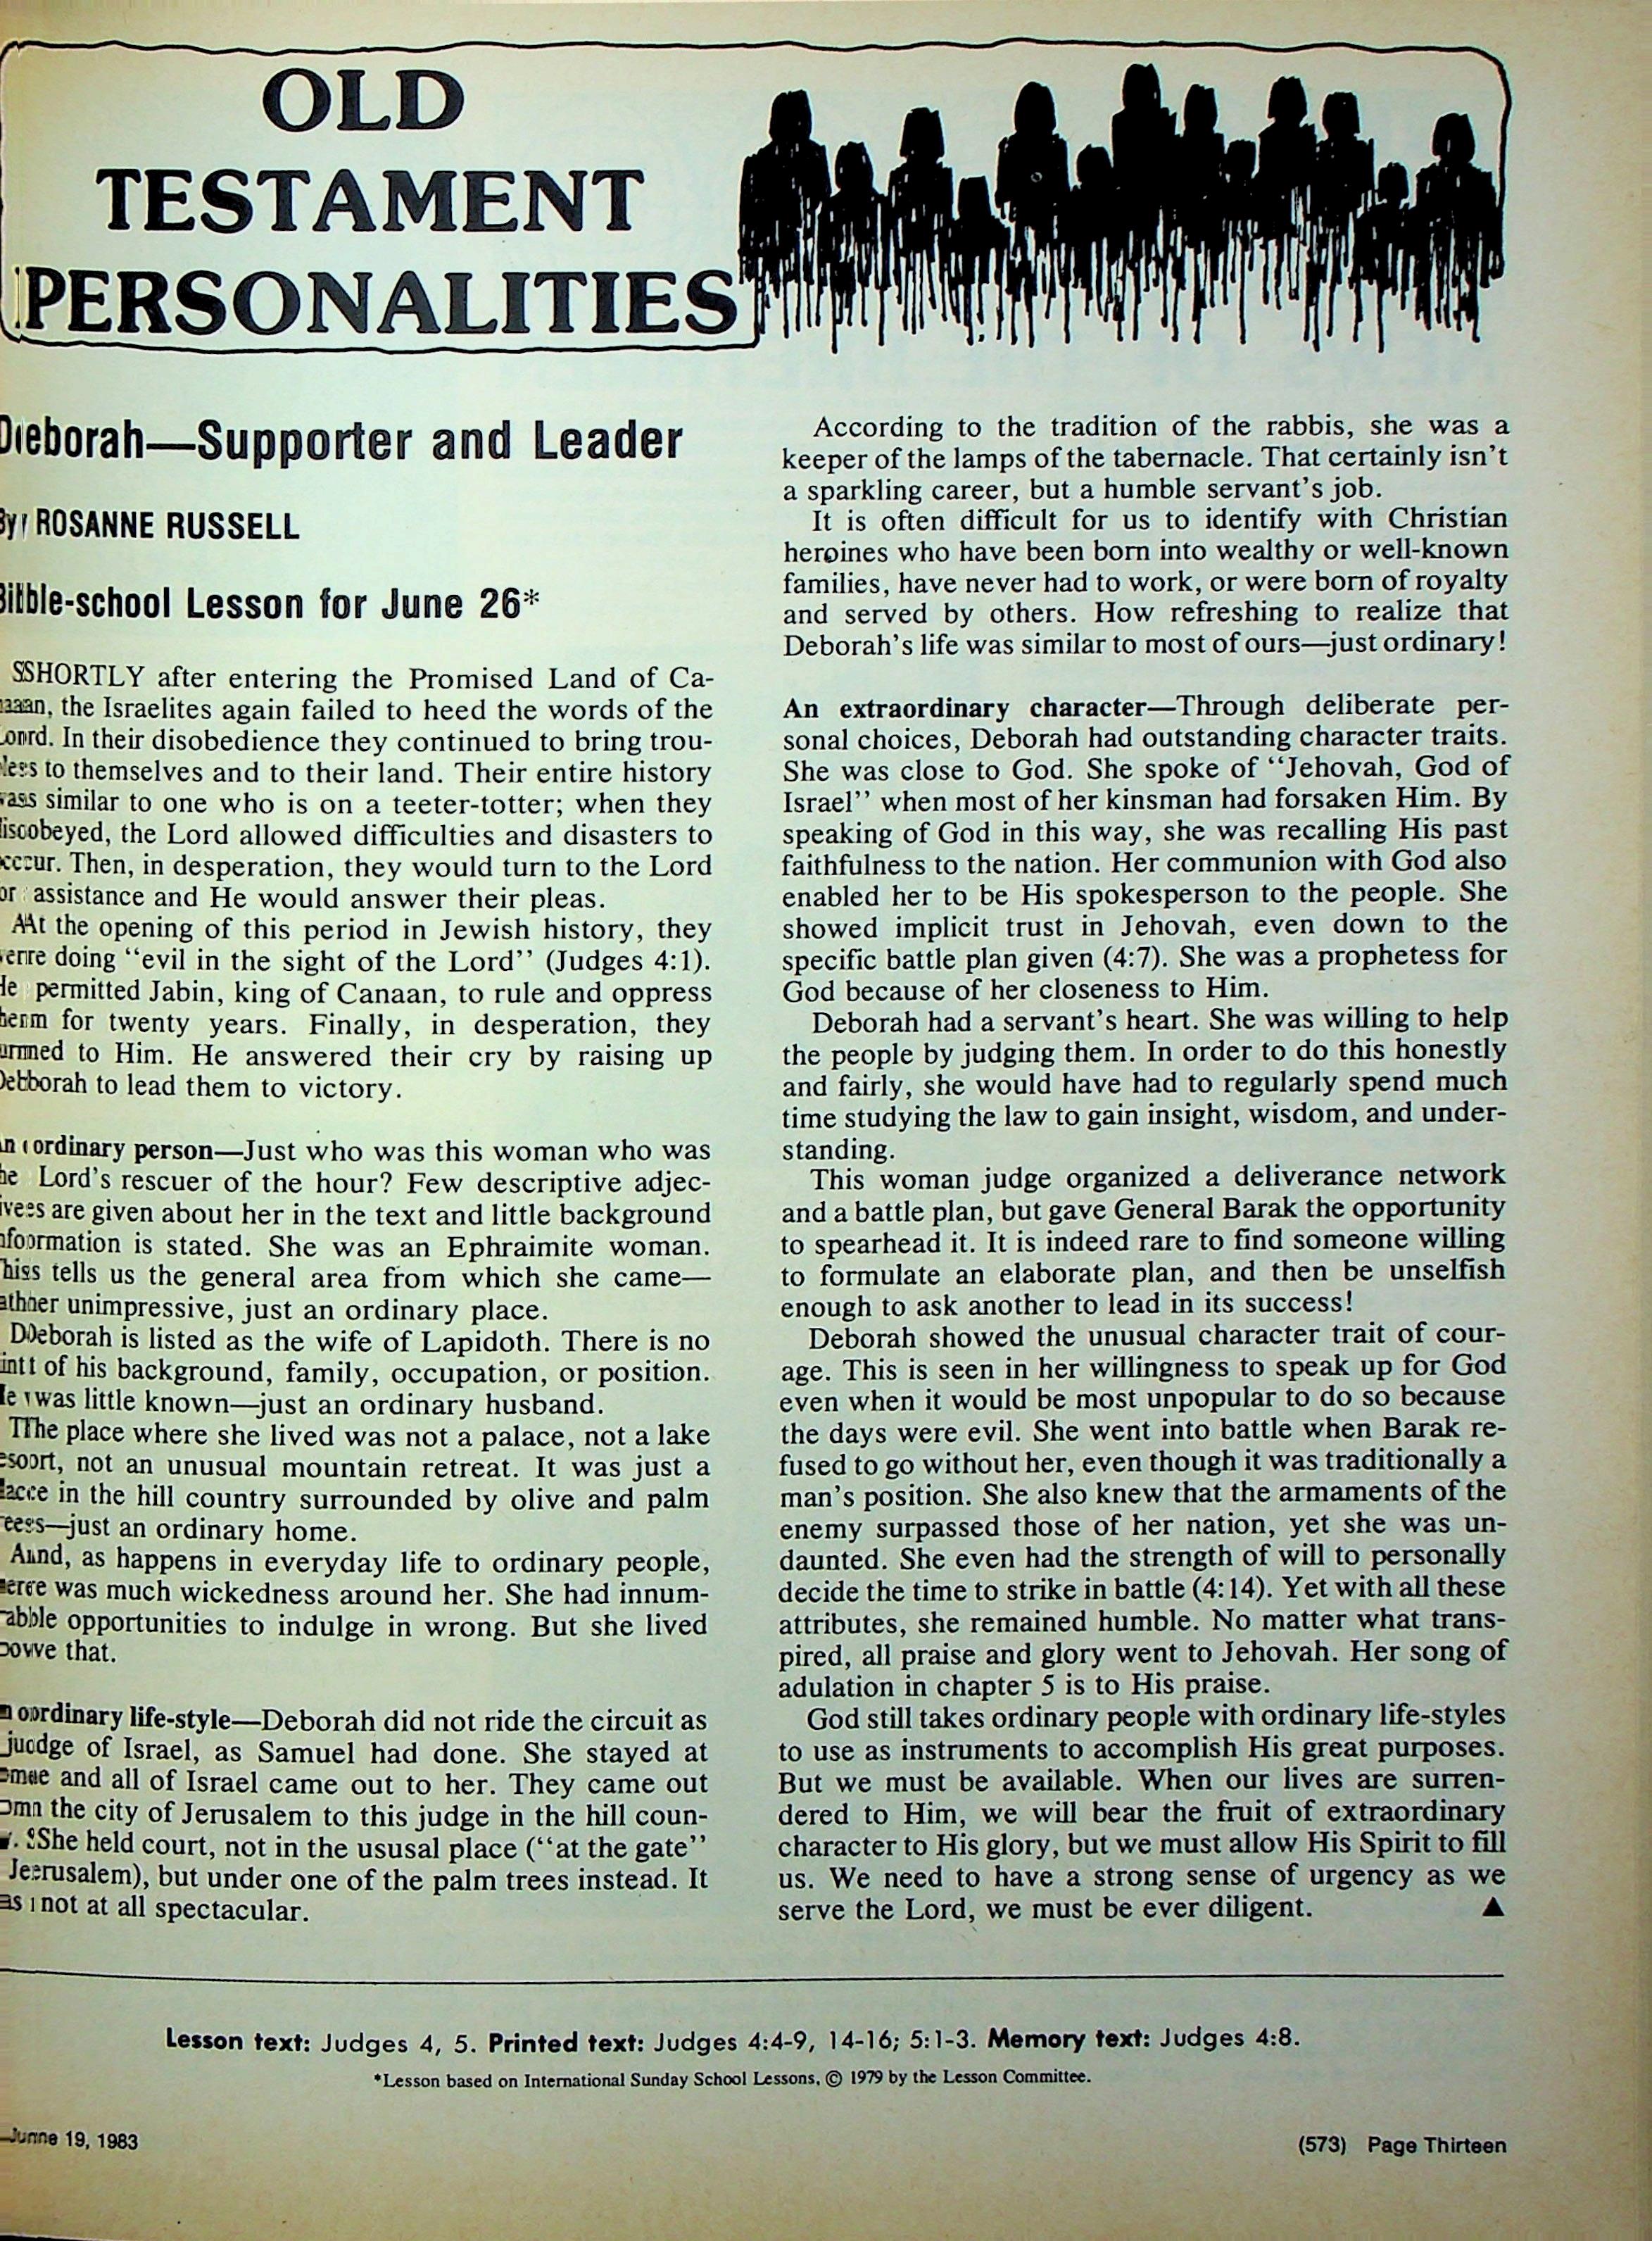 OLD
TESTAMENT
PERSONALITIES
Deborah—Supporter and Leader
By ROSANNE RUSSELL
Bible-school Lesson for June 26*
SHORTLY after entering the Promised Land of Ca-
naan, the Israelites again failed to heed the words of the
Lord. In their disobedience they continued to bring trou-
bles to themselves and to their land. Their entire history
was similar to one who is on a teeter-totter; when they
disobeyed, the Lord allowed difficulties and disasters to
occur. Then, in desperation, they would turn to the Lord
for assistance and He would answer their pleas.
At the opening of this period in Jewish history, they
were doing “evil in the sight of the Lord” (Judges 4:1).
He permitted Jabin, king of Canaan, to rule and oppress
them for twenty years. Finally, in desperation, they
turned to Him. He answered their cry by raising up
Deborah to lead them to victory.
An ordinary person—Just who was this woman who was
the Lord’s rescuer of the hour? Few descriptive adjec-
tives are given about her in the text and little background
information is stated. She was an Ephraimite woman.
This tells us the general area from which she came—
rather unimpressive, just an ordinary place.
Deborah is listed as the wife of Lapidoth. There is no
hint of his background, family, occupation, or position.
He was little known—just an ordinary husband.
The place where she lived was not a palace, not a lake
resort, not an unusual mountain retreat. It was just a
place in the hill country surrounded by olive and palm
trees—just an ordinary home.
And, as happens in everyday life to ordinary people,
there was much wickedness around her. She had innum-
erable opportunities to indulge in wrong. But she lived
above that.
An ordinary life-style—Deborah did not ride the circuit as
a judge of Israel, as Samuel had done. She stayed at
home and all of Israel came out to her. They came out
from the city of Jerusalem to this judge in the hill coun-
try. She held court, not in the ususal place (“at the gate”
Jerusalem), but under one of the palm trees instead. It
was not at all spectacular.
According to the tradition of the rabbis, she was a
keeper of the lamps of the tabernacle. That certainly isn’t
a sparkling career, but a humble servant’s job.
It is often difficult for us to identify with Christian
heroines who have been born into wealthy or well-known
families, have never had to work, or were born of royalty
and served by others. How refreshing to realize that
Deborah’s life was similar to most of ours—just ordinary!
An extraordinary character—Through deliberate per-
sonal choices, Deborah had outstanding character traits.
She was close to God. She spoke of “Jehovah, God of
Israel” when most of her kinsman had forsaken Him. By
speaking of God in this way, she was recalling His past
faithfulness to the nation. Her communion with God also
enabled her to be His spokesperson to the people. She
showed implicit trust in Jehovah, even down to the
specific battle plan given (4:7). She was a prophetess for
God because of her closeness to Him.
Deborah had a servant’s heart. She was willing to help
the people by judging them. In order to do this honestly
and fairly, she would have had to regularly spend much
time studying the law to gain insight, wisdom, and under-
standing.
This woman judge organized a deliverance network
and a battle plan, but gave General Barak the opportunity
to spearhead it. It is indeed rare to find someone willing
to formulate an elaborate plan, and then be unselfish
enough to ask another to lead in its success!
Deborah showed the unusual character trait of cour-
age. This is seen in her willingness to speak up for God
even when it would be most unpopular to do so because
the days were evil. She went into battle when Barak re-
fused to go without her, even though it was traditionally a
man’s position. She also knew that the armaments of the
enemy surpassed those of her nation, yet she was un-
daunted. She even had the strength of will to personally
decide the time to strike in battle (4:14). Yet with all these
attributes, she remained humble. No matter what trans-
pired, all praise and glory went to Jehovah. Her song of
adulation in chapter 5 is to His praise.
God still takes ordinary people with ordinary life-styles
to use as instruments to accomplish His great purposes.
But we must be available. When our lives are surren-
dered to Him, we will bear the fruit of extraordinary
character to His glory, but we must allow His Spirit to fill
us. We need to have a strong sense of urgency as we
serve the Lord, we must be ever diligent. ▲
Lesson text: Judges 4, 5. Printed text: Judges 4:4-9, 14-16; 5:1-3. Memory text: Judges 4:8.
*Lesson based on International Sunday School Lessons, © 1979 by the Lesson Committee.
June 19, 1983
(573) Page Thirteen